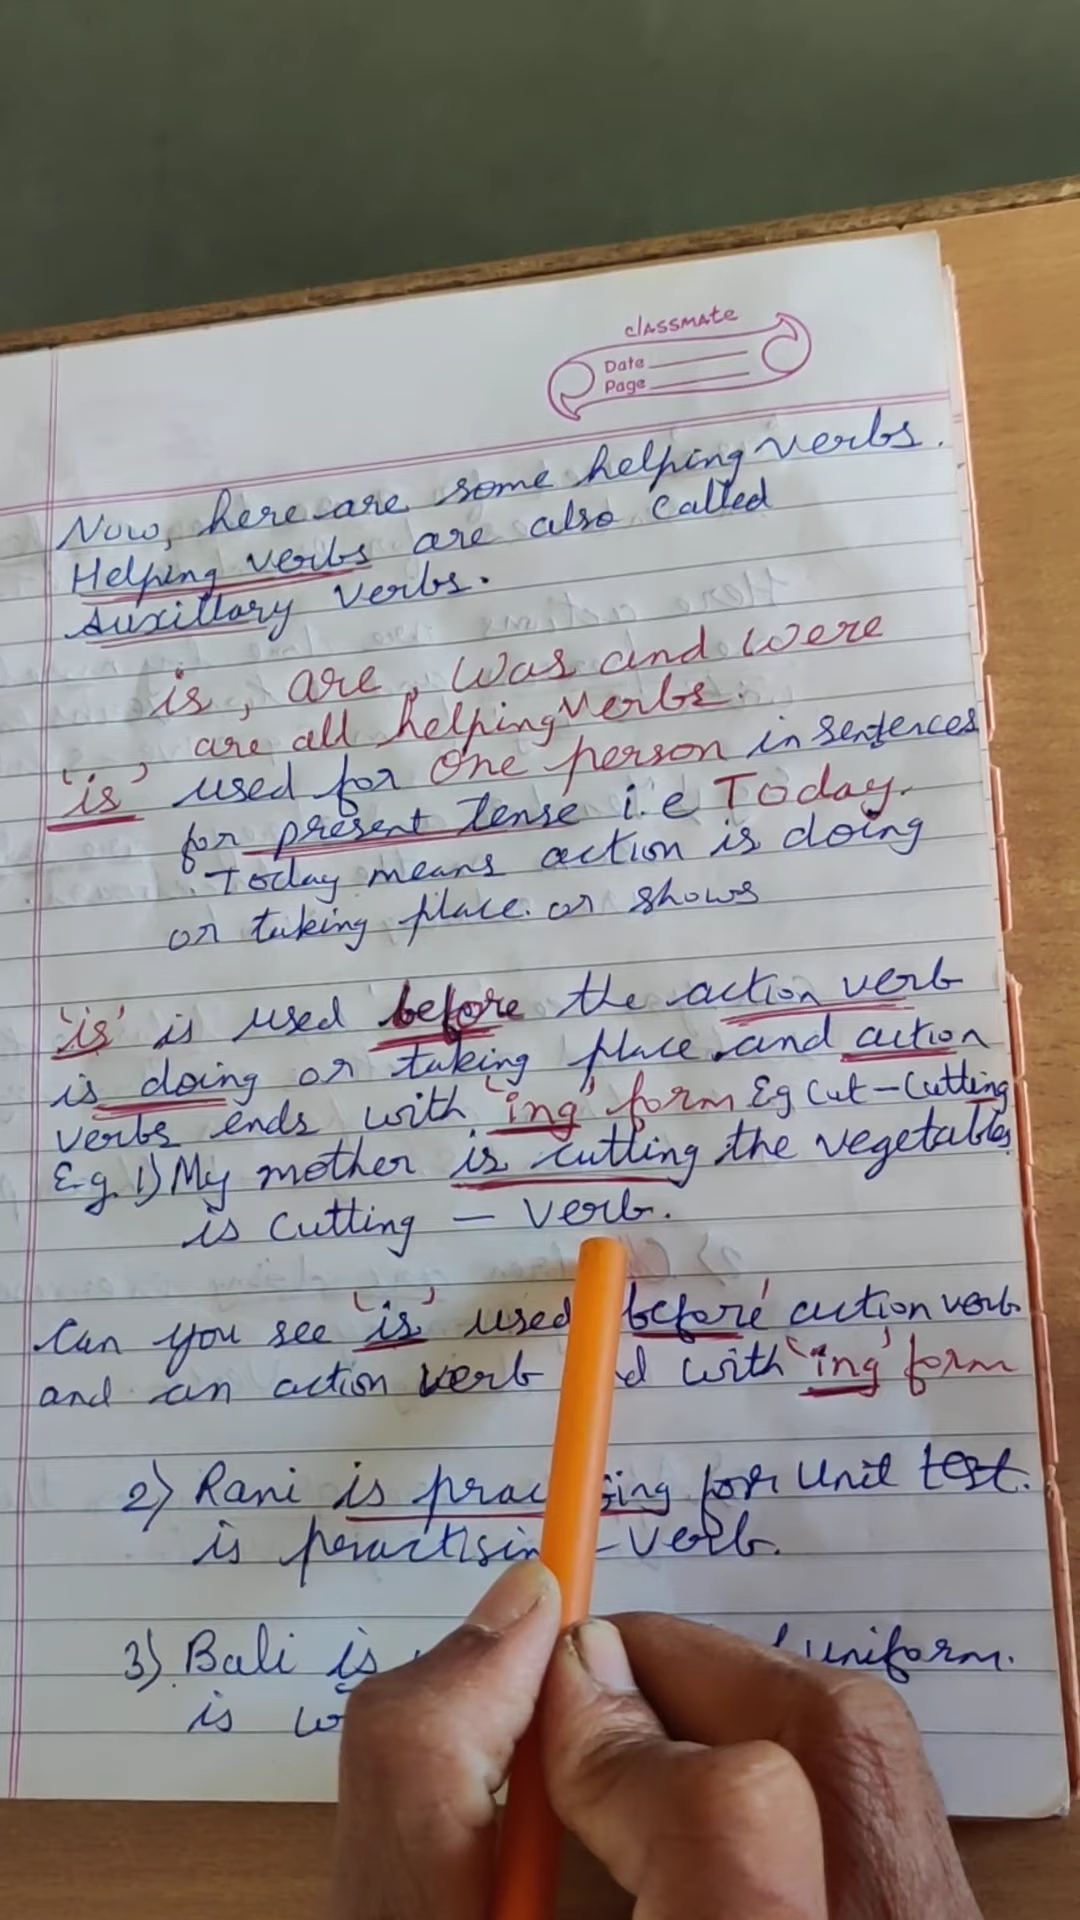 classmate
Date
Page
Now, here are some helping verbs.
Helping verbs are also called
Auxillary verbs.
is, are, was and were
are all helping verbs.
'is' used for one person in sentences
for present tense i.e Today.
Today means action is doing
or taking place. or shows
'is' is used before the action verb
is doing or taking place and action
verbs ends with 'ing' form Eg Cut - Cutting
E.g. 1) My mother is cutting the vegetables
is cutting - verb.
Can you see 'is' used before action verb
and an action verb with 'ing' form
2) Rani is for Unit test.
is - verb.
3) Bali is uniform.
is